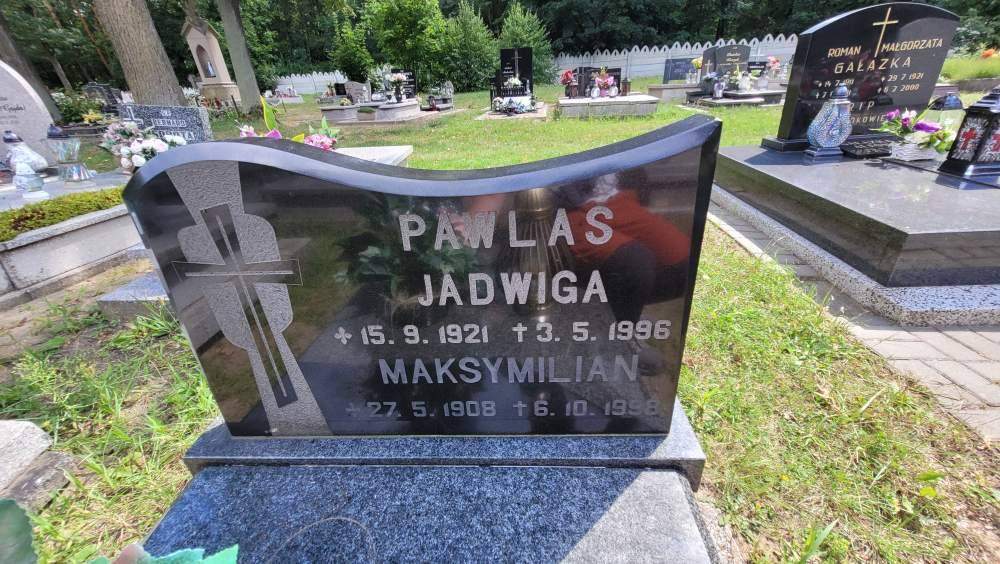 PAWLAS
JADWIGA
✢ 15. 9. 1921 ✝ 3. 5. 1996
MAKSYMILIAN
✢ 27. 5. 1908 ✝ 6. 10. 1998
ROMAN MAŁGORZATA
GAŁĄZKA